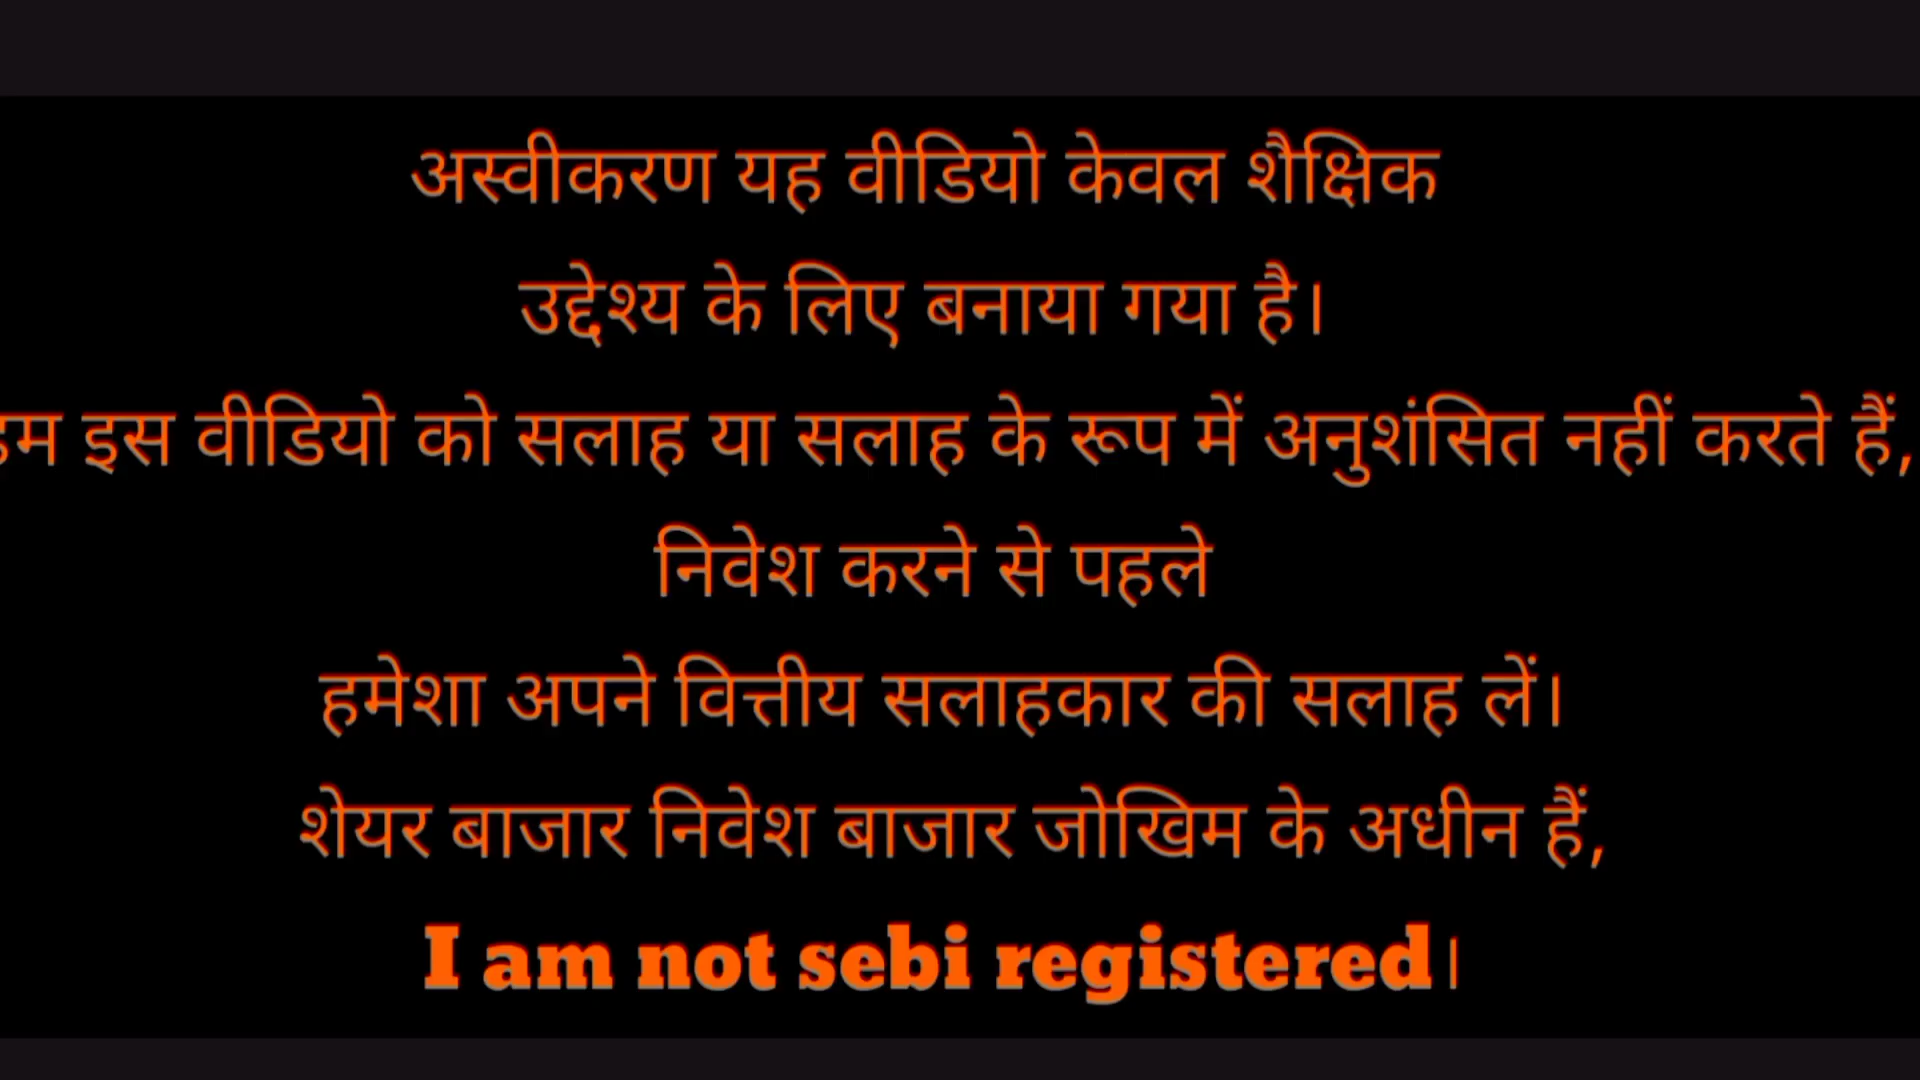 अस्वीकरण यह वीडियो केवल शैक्षिक
उद्देश्य के लिए बनाया गया है।
हम इस वीडियो को सलाह या सलाह के रूप में अनुशंसित नहीं करते हैं,
निवेश करने से पहले
हमेशा अपने वित्तीय सलाहकार की सलाह लें।
शेयर बाजार निवेश बाजार जोखिम के अधीन हैं,
I am not sebi registered।